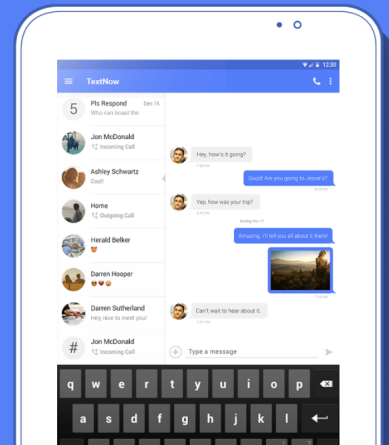 12:30
TextNow
5
Pls Respond
Dec 16
Who can boast the
Jon McDonald
Incoming Call
Ashley Schwartz
Cool!
Home
Outgoing Call
Herald Belker
Darren Hooper
Darren Sutherland
Hey, nice to meet you!
#
Jon McDonald
Incoming Call
Hey, how's it going?
Good! Are you going to Jesse's?
Yep, how was your trip?
Amazing. I'll tell you all about it there!
Can't wait to hear about it.
Type a message
q w e r t y u i o p
a s d f g h j k l